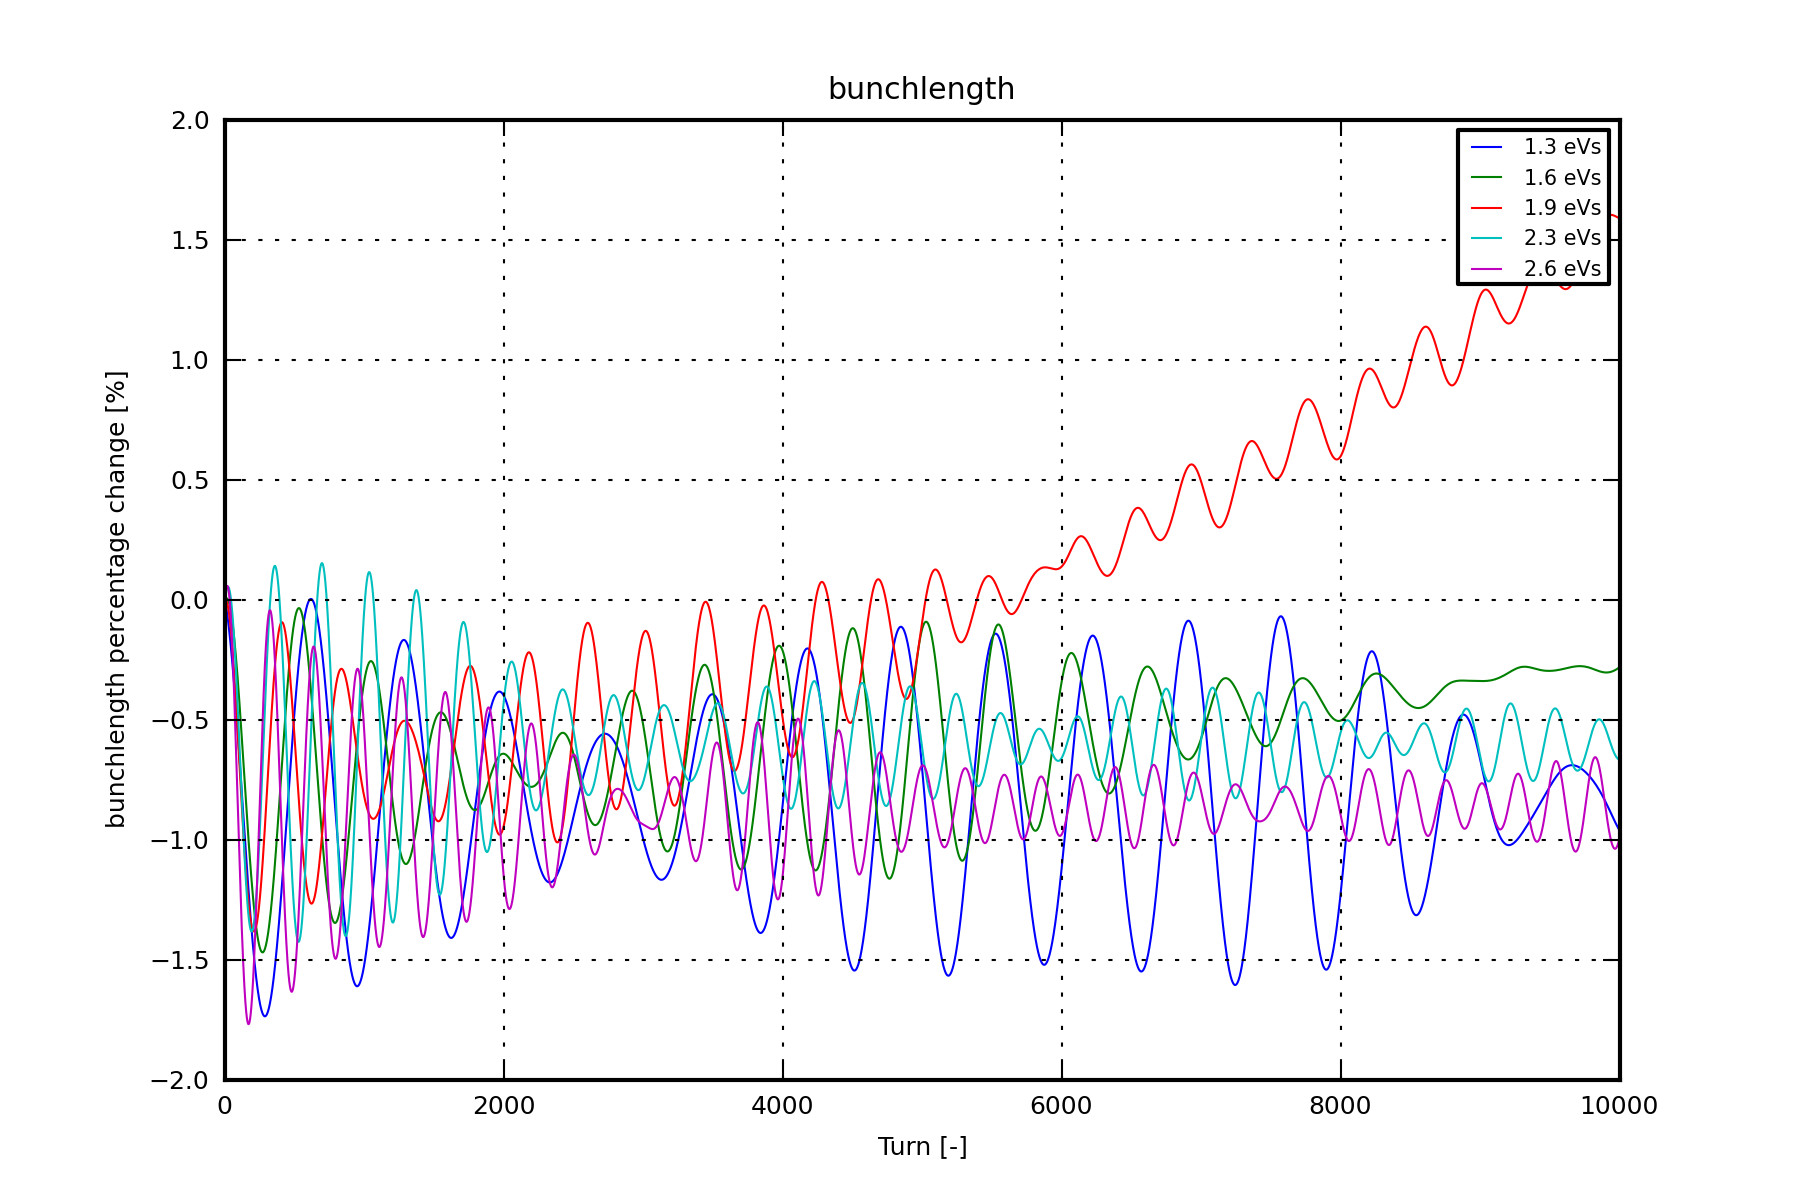 bunchlength
2.0
1.5
1.0
0.5
0.0
−0.5
−1.0
−1.5
−2.0
bunchlength percentage change [%]
1.3 eVs
1.6 eVs
1.9 eVs
2.3 eVs
2.6 eVs
0 2000 4000 6000 8000 10000
Turn [-]